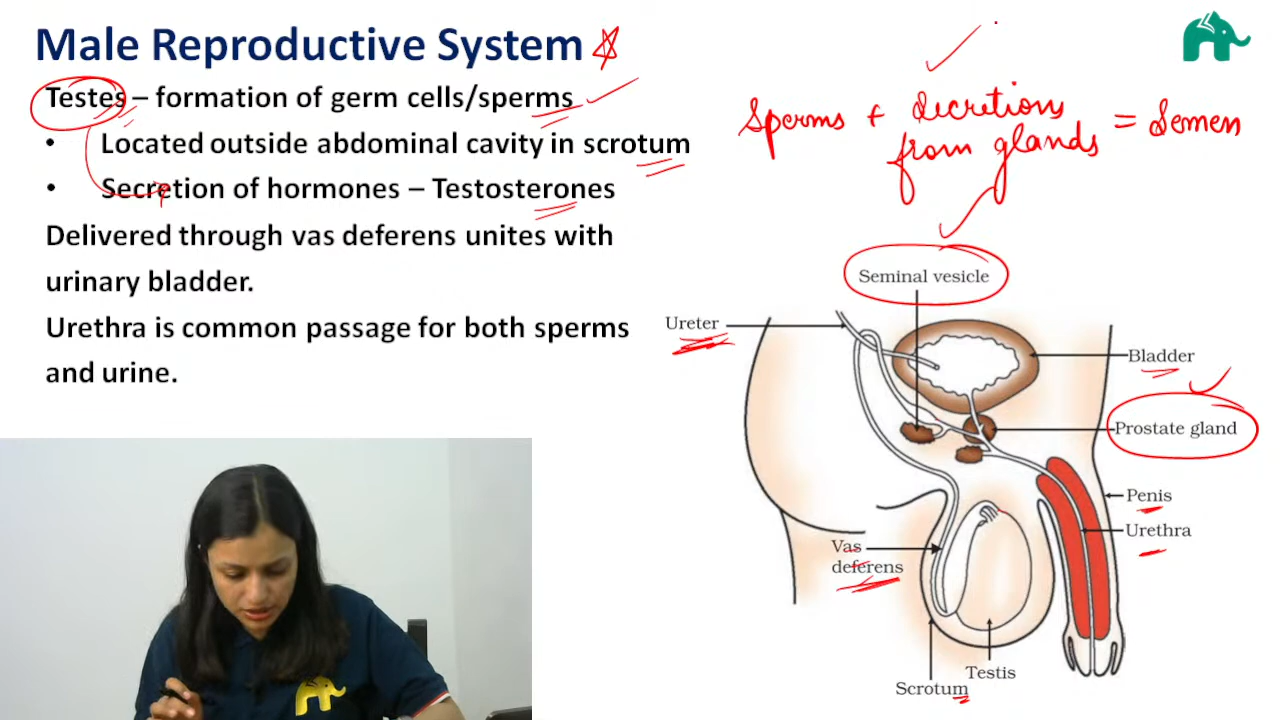 Male Reproductive System
Testes – formation of germ cells/sperms
• Located outside abdominal cavity in scrotum
• Secretion of hormones – Testosterones
Delivered through vas deferens unites with
urinary bladder.
Urethra is common passage for both sperms
and urine.
Sperms + Secretions from glands = Semen
Seminal vesicle
Ureter
Bladder
Prostate gland
Penis
Urethra
Vas
deferens
Testis
Scrotum